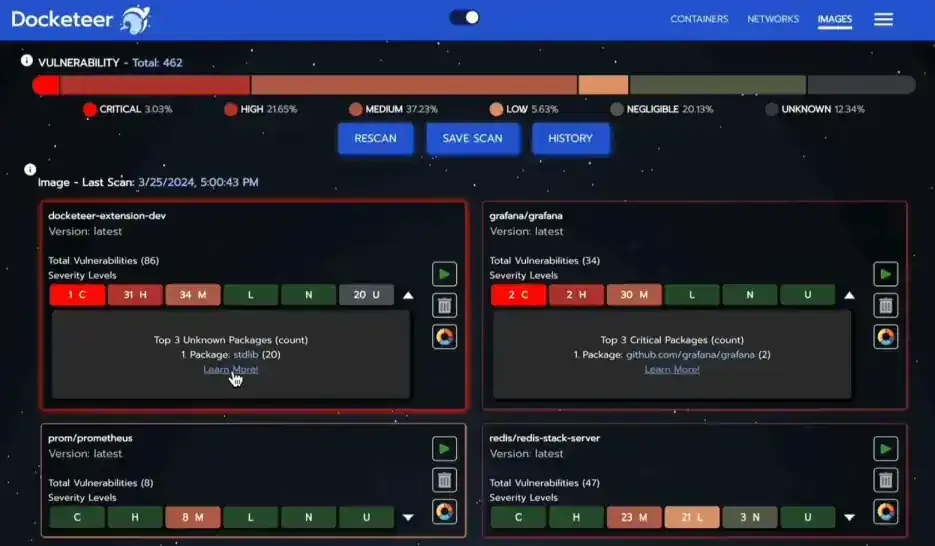 Docketeer
CONTAINERS NETWORKS IMAGES
VULNERABILITY - Total: 462
CRITICAL 3.03% HIGH 21.65% MEDIUM 37.23% LOW 5.63% NEGLIGIBLE 20.13% UNKNOWN 12.34%
RESCAN SAVE SCAN HISTORY
Image - Last Scan: 3/25/2024, 5:00:43 PM
docketeer-extension-dev
Version: latest
Total Vulnerabilities (86)
Severity Levels
1 C 31 H 34 M L N 20 U
Top 3 Unknown Packages (count)
1. Package: stdlib (20)
Learn More!
grafana/grafana
Version: latest
Total Vulnerabilities (34)
Severity Levels
2 C 2 H 30 M L N U
Top 3 Critical Packages (count)
1. Package: github.com/grafana/grafana (2)
Learn More!
prom/prometheus
Version: latest
Total Vulnerabilities (8)
Severity Levels
C H 8 M L N U
redis/redis-stack-server
Version: latest
Total Vulnerabilities (47)
Severity Levels
C H 23 M 21 L 3 N U